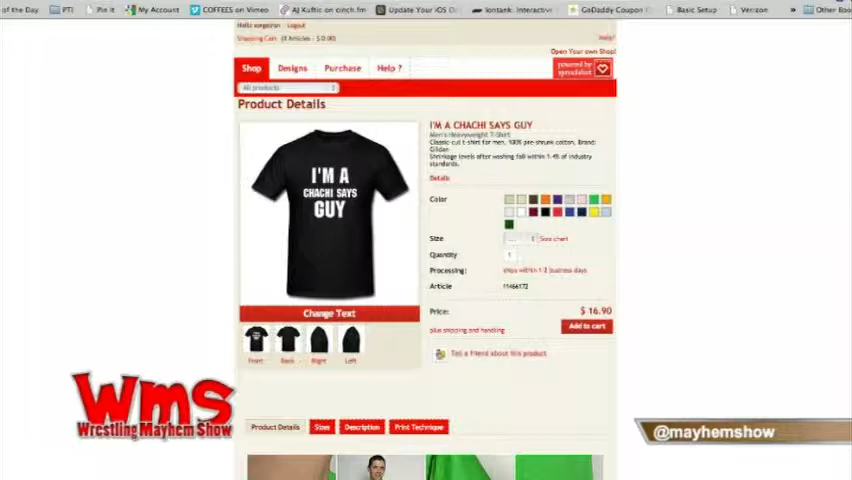 of the Day
PTI
Pin it
My Account
COFFEES on Vimeo
AJ Kuftic on cinch.fm
Update Your iOS D
iontank: Interactive
GoDaddy Coupon
Basic Setup
Verizon
Other Bo
Logout
Shopping Cart (0 Articles - $ 0.00)
Help!
Open Your own Shop!
Shop
Designs
Purchase
Help ?
powered by
spreadshirt
All products
Product Details
I'M A
CHACHI SAYS
GUY
Change Text
Front
Back
Right
Left
I'M A CHACHI SAYS GUY
Men's Heavyweight T-Shirt
Classic-cut t-shirt for men, 100% pre-shrunk cotton, Brand:
Gildan
Shrinkage levels after washing fall within 1-4% of industry
standards.
Details
Color
Size
Size chart
Quantity
1
Processing:
ships within 1-2 business days
Article
11466172
Price:
$ 16.90
plus shipping and handling
Add to cart
Tell a friend about this product
Product Details
Sizes
Description
Print Technique
Wms
Wrestling Mayhem Show
@mayhemshow